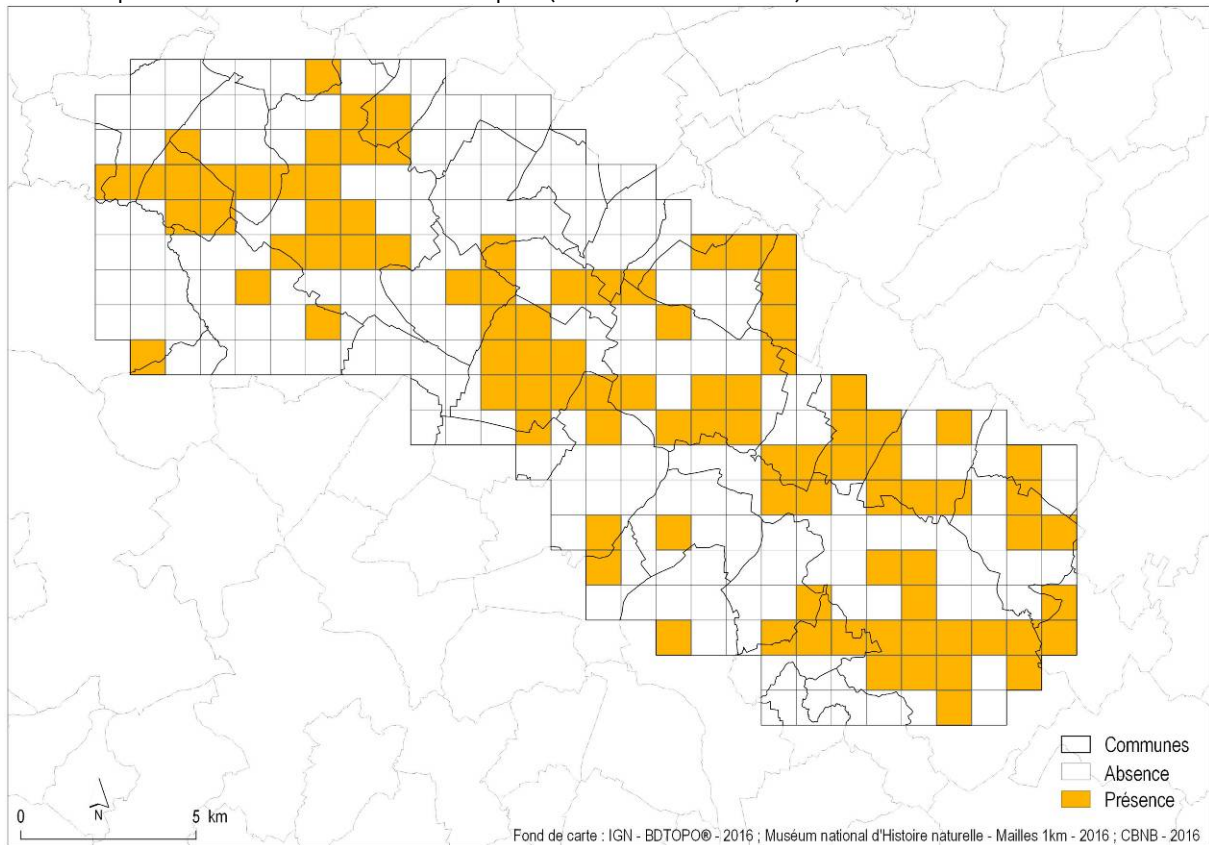 Communes
Absence
Présence
N
0 5 km
Fond de carte : IGN - BDTOPO® - 2016 ; Muséum national d'Histoire naturelle - Mailles 1km - 2016 ; CBNB - 2016